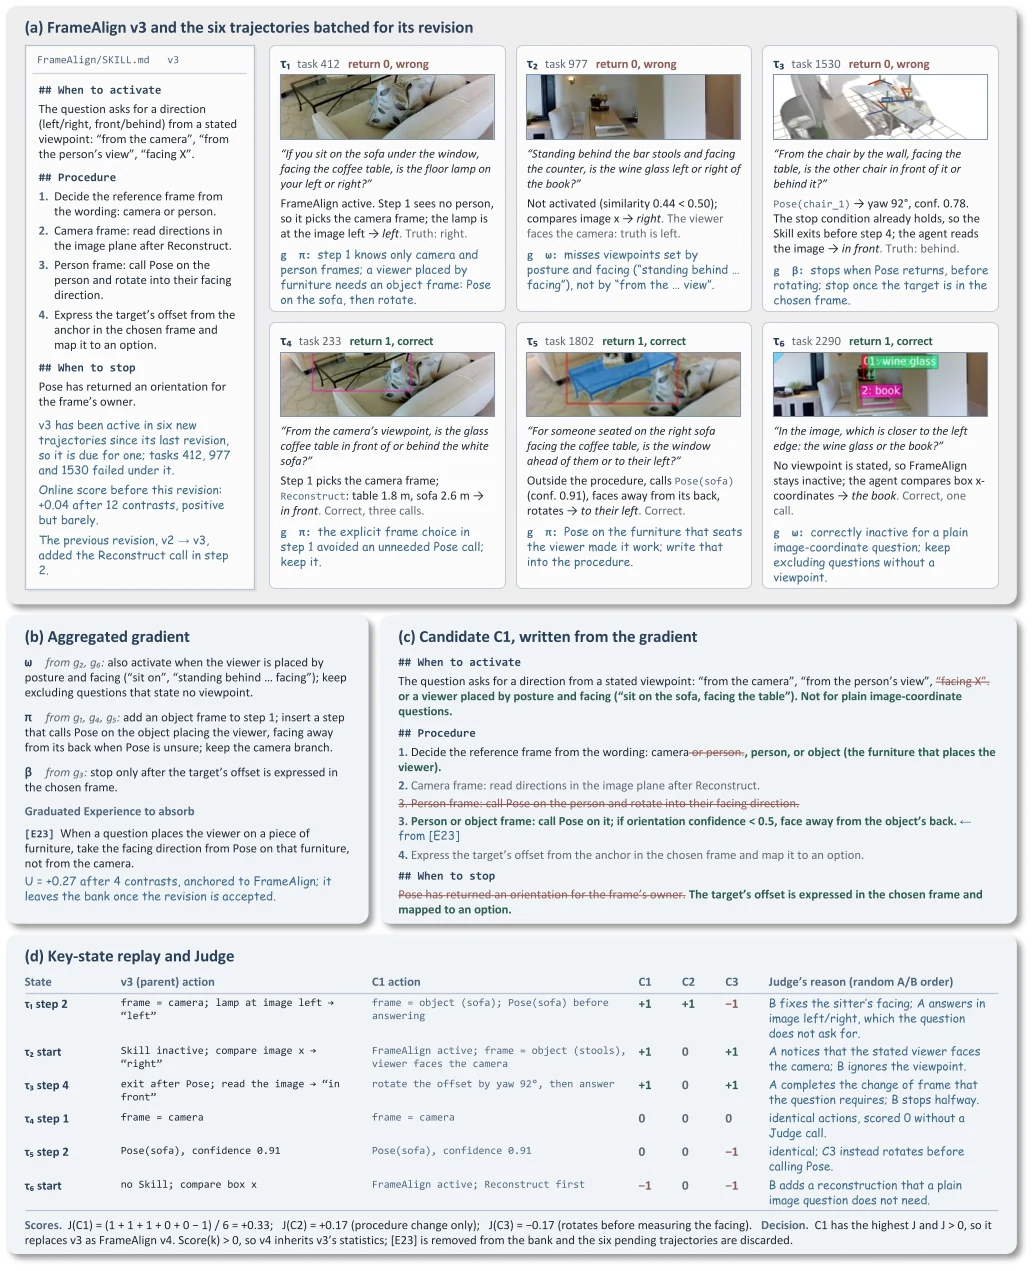 (a) FrameAlign v3 and the six trajectories batched for its revision
FrameAlign/SKILL.md v3
## When to activate
The question asks for a direction
(left/right, front/behind) from a stated
viewpoint: “from the camera”, “from
the person’s view”, “facing X”.
## Procedure
1. Decide the reference frame from
the wording: camera or person.
2. Camera frame: read directions in
the image plane after Reconstruct.
3. Person frame: call Pose on the
person and rotate into their facing
direction.
4. Express the target’s offset from the
anchor in the chosen frame and
map it to an option.
## When to stop
Pose has returned an orientation for
the frame’s owner.
v3 has been active in six new
trajectories since its last revision,
so it is due for one; tasks 412, 977
and 1530 failed under it.
Online score before this revision:
+0.04 after 12 contrasts, positive
but barely.
The previous revision, v2 → v3,
added the Reconstruct call in step
2.
τ₁ task 412 return 0, wrong
“If you sit on the sofa under the window,
facing the coffee table, is the floor lamp on
your left or right?”
FrameAlign active. Step 1 sees no person,
so it picks the camera frame; the lamp is
at the image left → left. Truth: right.
g π: step 1 knows only camera and
person frames; a viewer placed by
furniture needs an object frame: Pose
on the sofa, then rotate.
τ₂ task 977 return 0, wrong
“Standing behind the bar stools and facing
the counter, is the wine glass left or right of
the book?”
Not activated (similarity 0.44 < 0.50);
compares image x → right. The viewer
faces the camera: truth is left.
g ω: misses viewpoints set by
posture and facing (“standing behind …
facing”), not by “from the … view”.
τ₃ task 1530 return 0, wrong
“From the chair by the wall, facing the
table, is the other chair in front of it or
behind it?”
Pose(chair_1) → yaw 92°, conf. 0.78.
The stop condition already holds, so the
Skill exits before step 4; the agent reads
the image → in front. Truth: behind.
g β: stops when Pose returns, before
rotating; stop once the target is in the
chosen frame.
τ₄ task 233 return 1, correct
“From the camera’s viewpoint, is the glass
coffee table in front of or behind the white
sofa?”
Step 1 picks the camera frame;
Reconstruct: table 1.8 m, sofa 2.6 m →
in front. Correct, three calls.
g π: the explicit frame choice in
step 1 avoided an unneeded Pose call;
keep it.
τ₅ task 1802 return 1, correct
“For someone seated on the right sofa
facing the coffee table, is the window
ahead of them or to their left?”
Outside the procedure, calls Pose(sofa)
(conf. 0.91), faces away from its back,
rotates → to their left. Correct.
g π: Pose on the furniture that seats
the viewer made it work; write that
into the procedure.
τ₆ task 2290 return 1, correct
wine glass
2: book
“In the image, which is closer to the left
edge: the wine glass or the book?”
No viewpoint is stated, so FrameAlign
stays inactive; the agent compares box x-
coordinates → the book. Correct, one
call.
g ω: correctly inactive for a plain
image-coordinate question; keep
excluding questions without a
viewpoint.
(b) Aggregated gradient
ω from g₂, g₆: also activate when the viewer is placed by
posture and facing (“sit on”, “standing behind … facing”); keep
excluding questions that state no viewpoint.
π from g₁, g₄, g₅: add an object frame to step 1; insert a step
that calls Pose on the object placing the viewer, facing away
from its back when Pose is unsure; keep the camera branch.
β from g₃: stop only after the target’s offset is expressed in
the chosen frame.
Graduated Experience to absorb
[E23] When a question places the viewer on a piece of
furniture, take the facing direction from Pose on that furniture,
not from the camera.
U = +0.27 after 4 contrasts, anchored to FrameAlign; it
leaves the bank once the revision is accepted.
(c) Candidate C1, written from the gradient
## When to activate
The question asks for a direction from a stated viewpoint: “from the camera”, “from the person’s view”, “facing X”.
or a viewer placed by posture and facing (“sit on the sofa, facing the table”). Not for plain image-coordinate
questions.
## Procedure
1. Decide the reference frame from the wording: camera or person., person, or object (the furniture that places the
viewer).
2. Camera frame: read directions in the image plane after Reconstruct.
3. Person frame: call Pose on the person and rotate into their facing direction.
3. Person or object frame: call Pose on it; if orientation confidence < 0.5, face away from the object’s back. ←
from [E23]
4. Express the target’s offset from the anchor in the chosen frame and map it to an option.
## When to stop
Pose has returned an orientation for the frame’s owner. The target’s offset is expressed in the chosen frame and
mapped to an option.
(d) Key-state replay and Judge
State v3 (parent) action C1 action C1 C2 C3 Judge’s reason (random A/B order)
τ₁ step 2 frame = camera; lamp at image left → frame = object (sofa); Pose(sofa) before +1 +1 −1 B fixes the sitter’s facing; A answers in
“left” answering image left/right, which the question
does not ask for.
τ₂ start Skill inactive; compare image x → FrameAlign active; frame = object (stools), +1 0 +1 A notices that the stated viewer faces
“right” viewer faces the camera the camera; B ignores the viewpoint.
τ₃ step 4 exit after Pose; read the image → “in rotate the offset by yaw 92°, then answer +1 0 +1 A completes the change of frame that
front” the question requires; B stops halfway.
τ₄ step 1 frame = camera frame = camera 0 0 0 identical actions, scored 0 without a
Judge call.
τ₅ step 2 Pose(sofa), confidence 0.91 Pose(sofa), confidence 0.91 0 0 −1 identical; C3 instead rotates before
calling Pose.
τ₆ start no Skill; compare box x FrameAlign active; Reconstruct first −1 0 −1 B adds a reconstruction that a plain
image question does not need.
Scores. J(C1) = (1 + 1 + 1 + 0 + 0 − 1) / 6 = +0.33; J(C2) = +0.17 (procedure change only); J(C3) = −0.17 (rotates before measuring the facing). Decision. C1 has the highest J and J > 0, so it
replaces v3 as FrameAlign v4. Score(k) > 0, so v4 inherits v3’s statistics; [E23] is removed from the bank and the six pending trajectories are discarded.